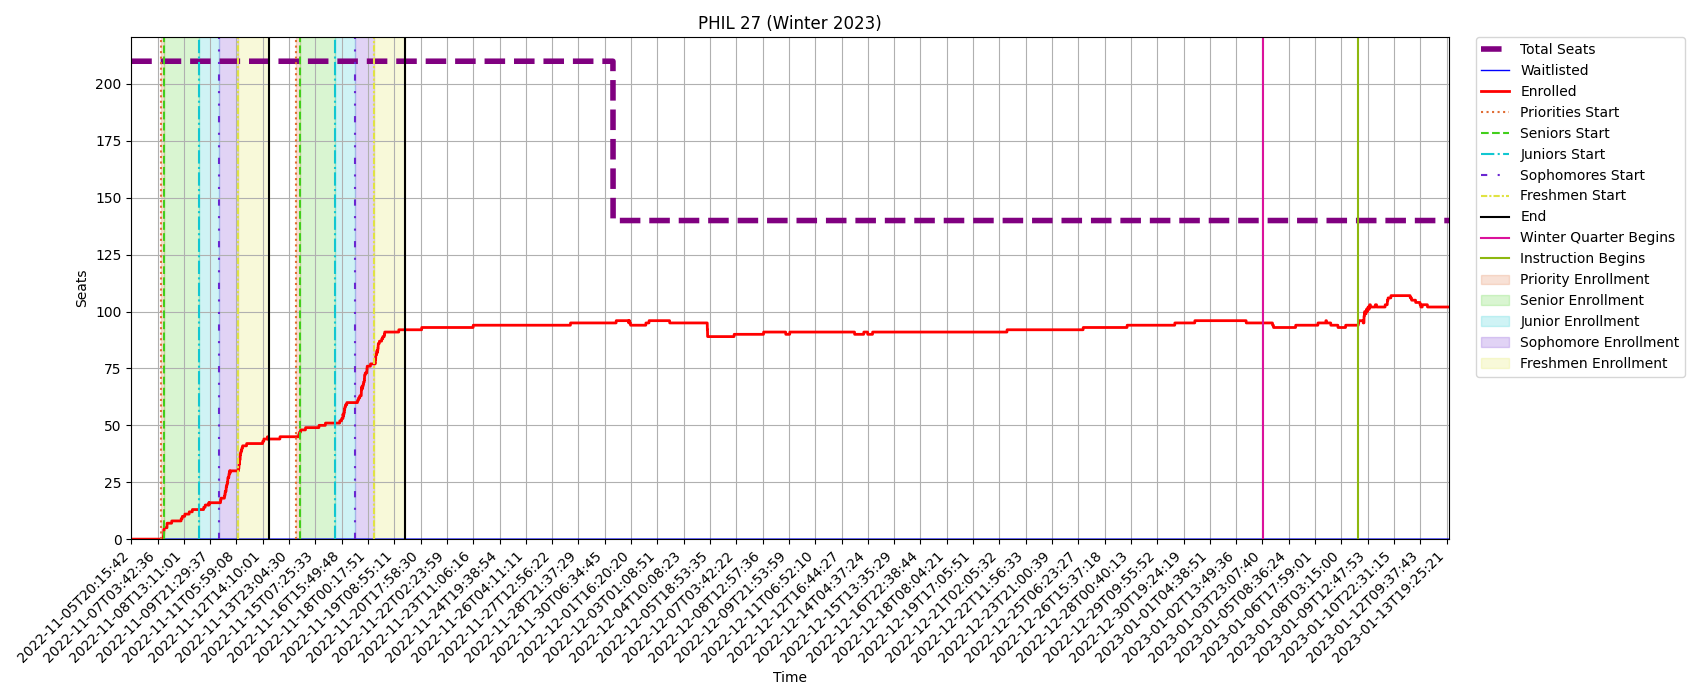 PHIL 27 (Winter 2023)
Seats
200
175
150
125
100
75
50
25
0
2022-11-05T20:15:42
2022-11-07T03:42:36
2022-11-08T13:11:01
2022-11-09T21:29:37
2022-11-11T05:59:08
2022-11-12T14:10:01
2022-11-13T23:04:30
2022-11-15T07:25:33
2022-11-16T15:49:48
2022-11-18T00:17:51
2022-11-19T08:55:11
2022-11-20T17:58:30
2022-11-22T02:23:59
2022-11-23T11:06:16
2022-11-24T19:38:54
2022-11-26T04:11:11
2022-11-27T12:56:22
2022-11-28T21:37:29
2022-11-30T06:34:45
2022-12-01T16:20:20
2022-12-03T01:08:51
2022-12-04T10:08:23
2022-12-05T18:53:35
2022-12-07T03:42:22
2022-12-08T12:57:36
2022-12-09T21:53:59
2022-12-11T06:52:10
2022-12-12T16:44:27
2022-12-14T04:37:24
2022-12-15T13:35:29
2022-12-16T22:38:44
2022-12-18T08:04:21
2022-12-19T17:05:51
2022-12-21T02:05:32
2022-12-22T11:56:33
2022-12-23T21:00:39
2022-12-25T06:23:27
2022-12-26T15:37:18
2022-12-28T00:40:13
2022-12-29T09:55:52
2022-12-30T19:24:19
2023-01-01T04:38:51
2023-01-02T13:49:36
2023-01-03T23:07:40
2023-01-05T08:36:24
2023-01-06T17:59:01
2023-01-08T03:15:00
2023-01-09T12:47:53
2023-01-10T22:31:15
2023-01-12T09:37:43
2023-01-13T19:25:21
Time
Total Seats
Waitlisted
Enrolled
Priorities Start
Seniors Start
Juniors Start
Sophomores Start
Freshmen Start
End
Winter Quarter Begins
Instruction Begins
Priority Enrollment
Senior Enrollment
Junior Enrollment
Sophomore Enrollment
Freshmen Enrollment